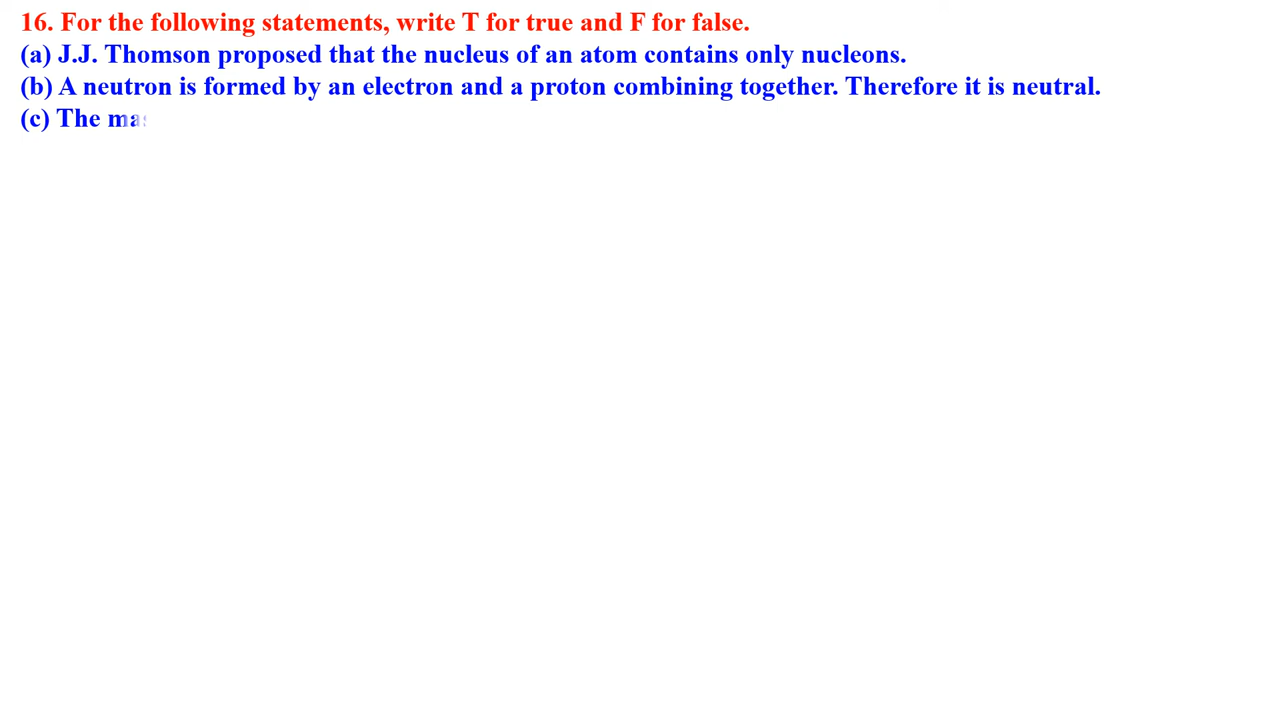 16. For the following statements, write T for true and F for false.
(a) J.J. Thomson proposed that the nucleus of an atom contains only nucleons.
(b) A neutron is formed by an electron and a proton combining together. Therefore it is neutral.
(c) The mas